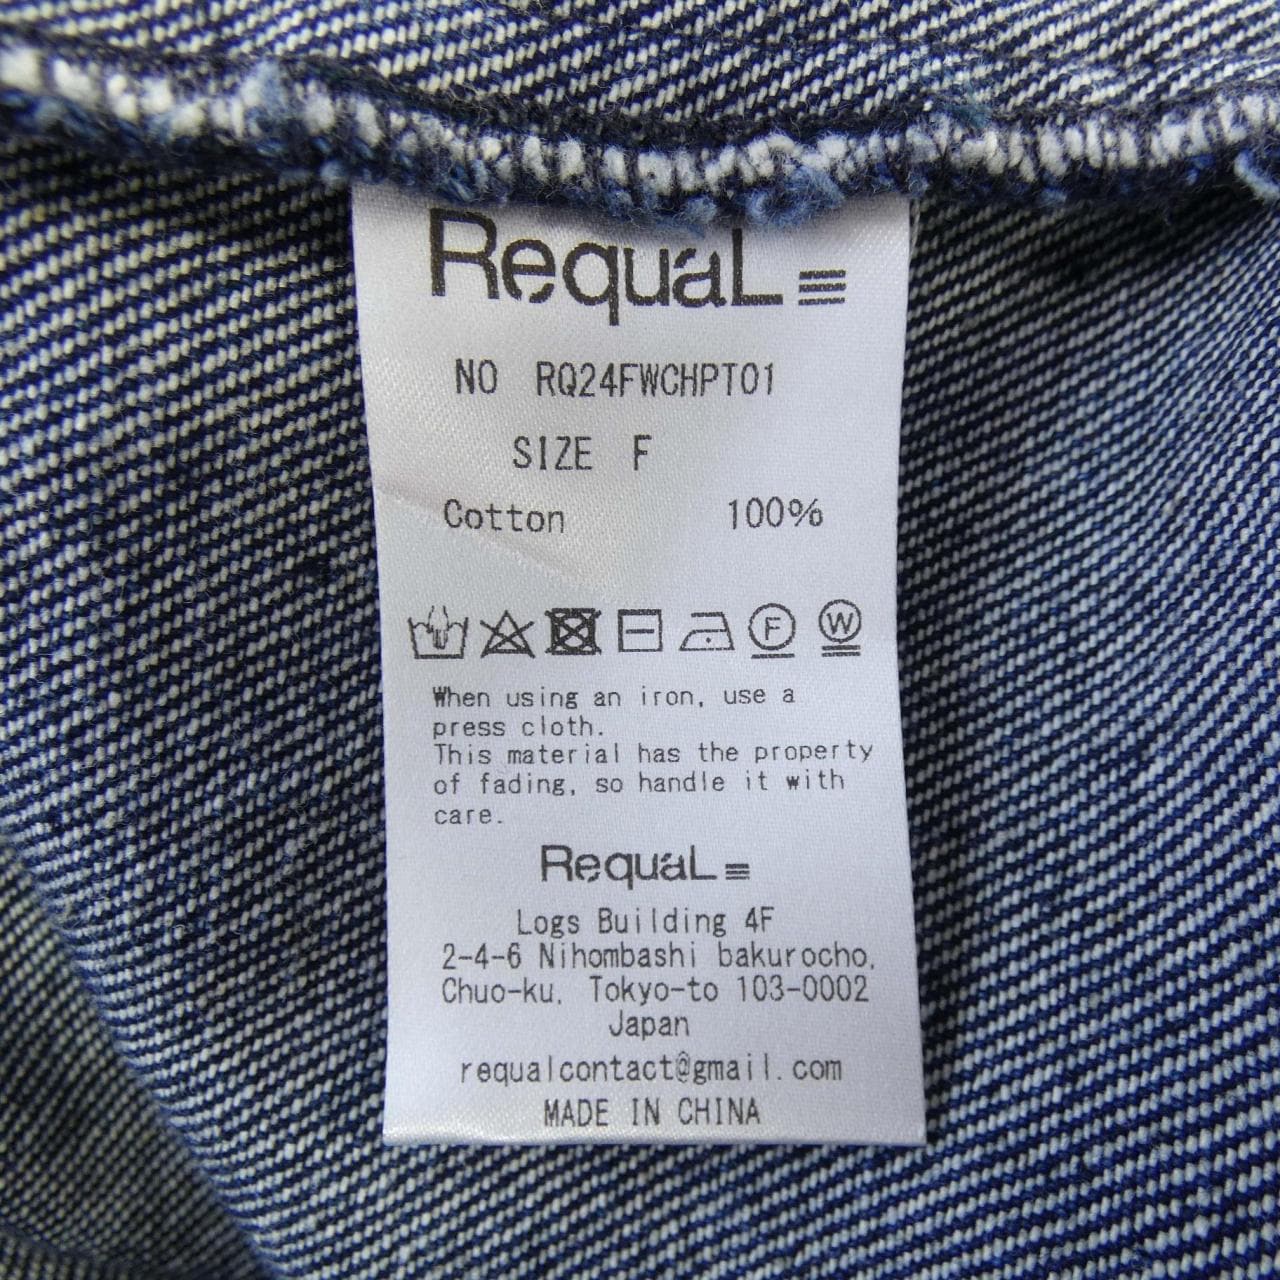 RequaL≡
NO RQ24FWCHPT01
SIZE F
Cotton 100%
F W
When using an iron, use a
press cloth.
This material has the property
of fading, so handle it with
care.
RequaL≡
Logs Building 4F
2-4-6 Nihombashi bakurocho,
Chuo-ku, Tokyo-to 103-0002
Japan
requalcontact@gmail.com
MADE IN CHINA